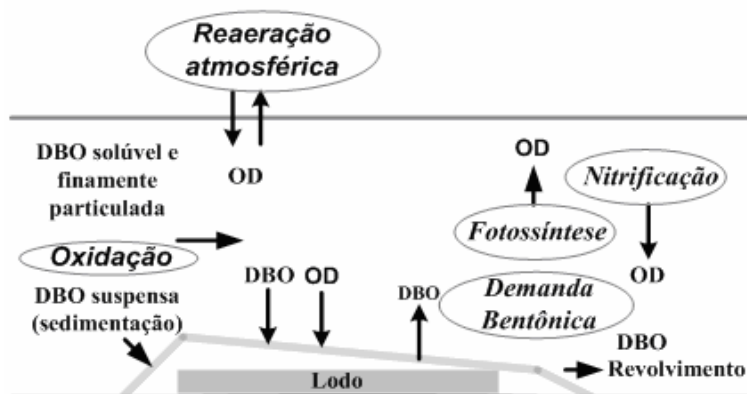 Reaeração
atmosférica
DBO solúvel e
finamente
particulada
OD
OD
Nitrificação
Fotossíntese
Oxidação
OD
DBO suspensa
(sedimentação)
DBO OD
DBO
Demanda
Bentônica
DBO
Revolvimento
Lodo